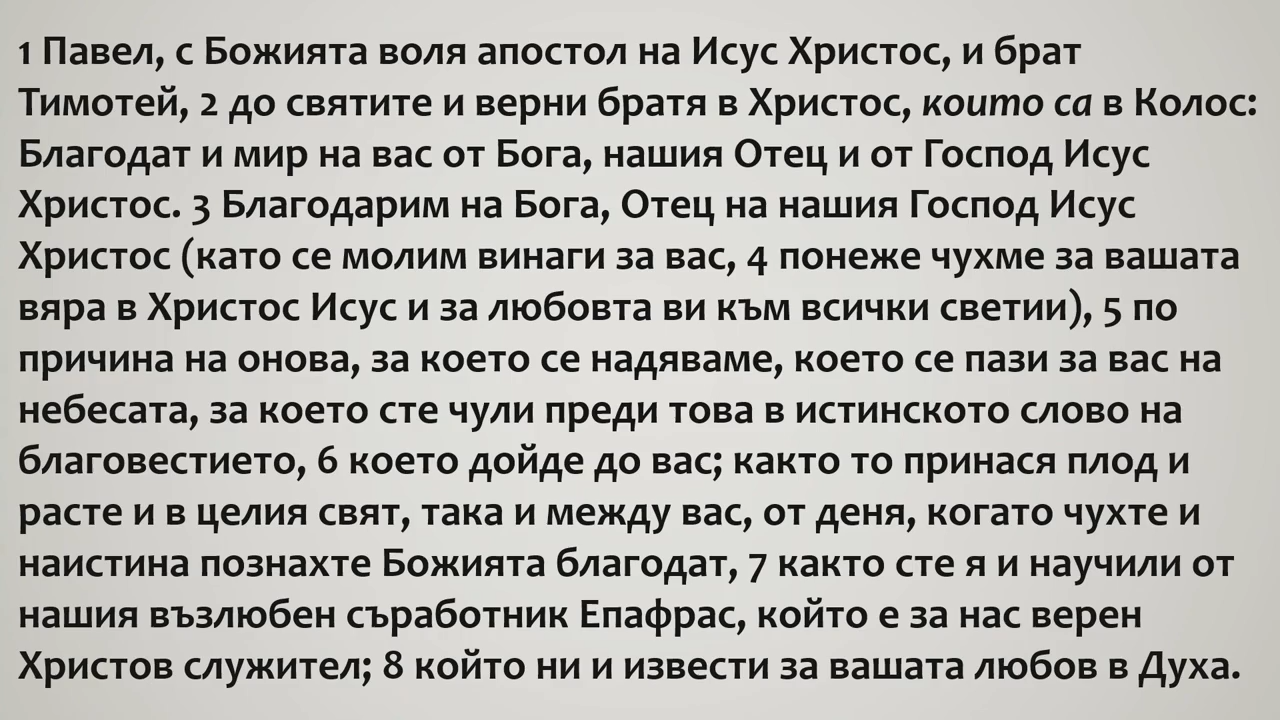 1 Павел, с Божията воля апостол на Исус Христос, и брат
Тимотей, 2 до святите и верни братя в Христос, които са в Колос:
Благодат и мир на вас от Бога, нашия Отец и от Господ Исус
Христос. 3 Благодарим на Бога, Отец на нашия Господ Исус
Христос (като се молим винаги за вас, 4 понеже чухме за вашата
вяра в Христос Исус и за любовта ви към всички светии), 5 по
причина на онова, за което се надяваме, което се пази за вас на
небесата, за което сте чули преди това в истинското слово на
благовестието, 6 което дойде до вас; както то принася плод и
расте и в целия свят, така и между вас, от деня, когато чухте и
наистина познахте Божията благодат, 7 както сте я и научили от
нашия възлюбен съработник Епафрас, който е за нас верен
Христов служител; 8 който ни и извести за вашата любов в Духа.